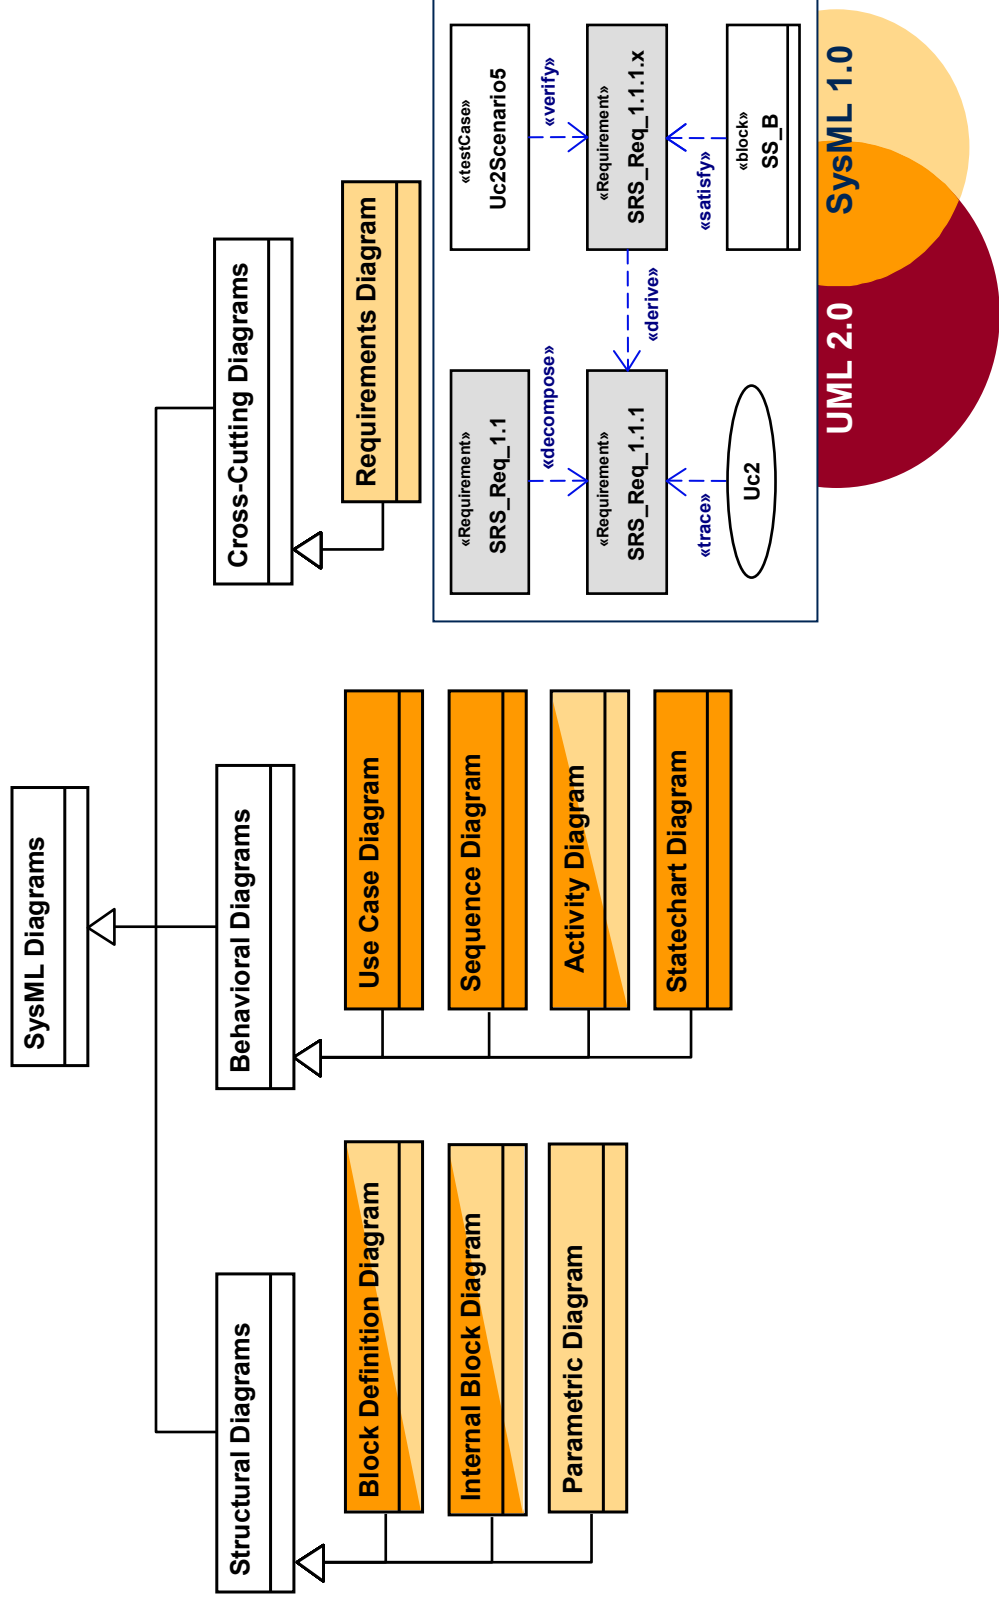 SysML Diagrams
Structural Diagrams
Behavioral Diagrams
Cross-Cutting Diagrams
Block Definition Diagram
Internal Block Diagram
Parametric Diagram
Use Case Diagram
Sequence Diagram
Activity Diagram
Statechart Diagram
Requirements Diagram
«Requirement»
SRS_Req_1.1
«decompose»
«Requirement»
SRS_Req_1.1.1
«trace»
Uc2
«derive»
«testCase»
Uc2Scenario5
«verify»
«Requirement»
SRS_Req_1.1.1.x
«satisfy»
«block»
SS_B
UML 2.0
SysML 1.0